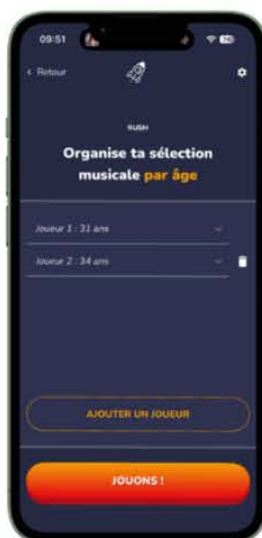 09:51
74
< Retour
RUSH
Organise ta sélection
musicale par âge
Joueur 1 : 31 ans
Joueur 2 : 34 ans
AJOUTER UN JOUEUR
JOUONS !